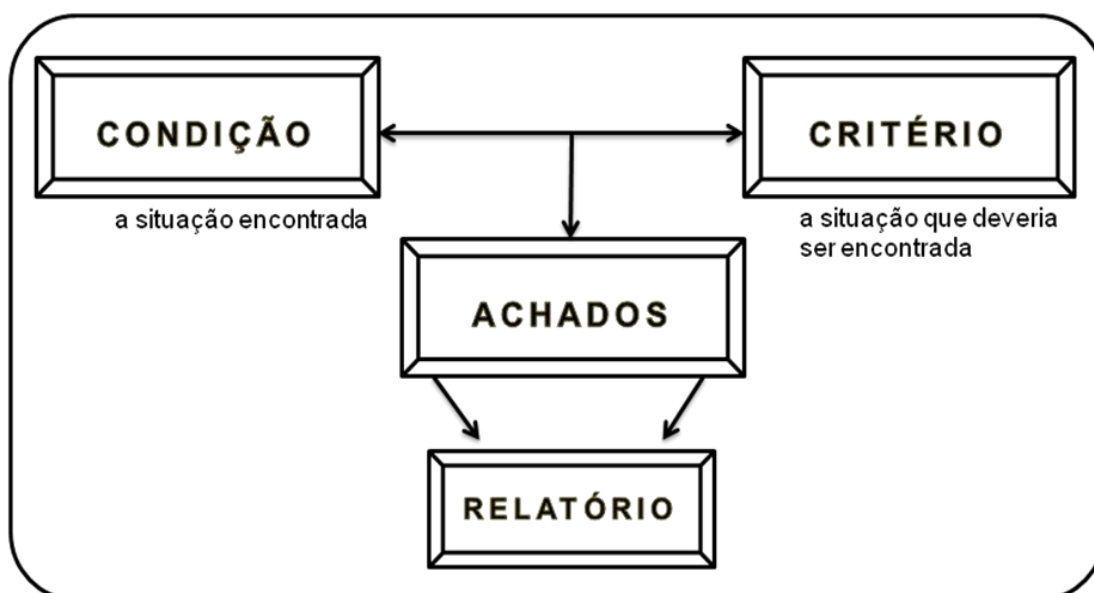 CONDIÇÃO
CRITÉRIO
a situação encontrada
a situação que deveria
ser encontrada
ACHADOS
RELATÓRIO